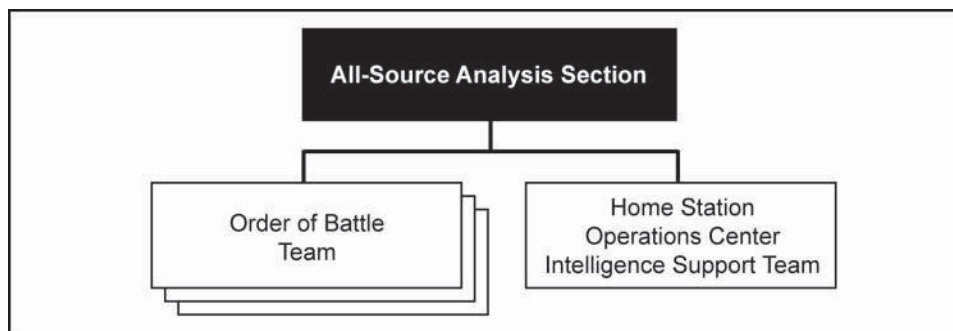 All-Source Analysis Section
Order of Battle
Team
Home Station
Operations Center
Intelligence Support Team